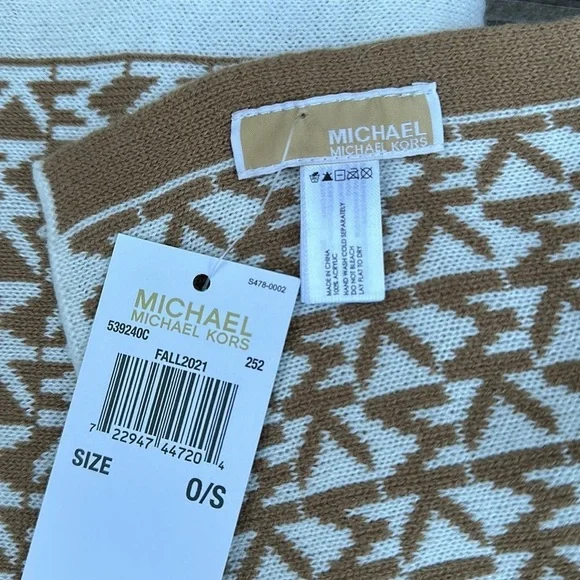 MICHAEL
MICHAEL KORS
MADE IN CHINA
100% ACRYLIC
HAND WASH COLD SEPARATELY
DO NOT BLEACH
LAY FLAT TO DRY
S478-0002
MICHAEL
MICHAEL KORS
539240C
FALL2021
252
7 22947 44720 4
SIZE
O/S